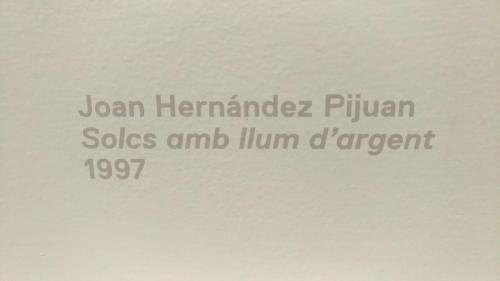 Joan Hernández Pijuan
Solcs amb llum d’argent
1997